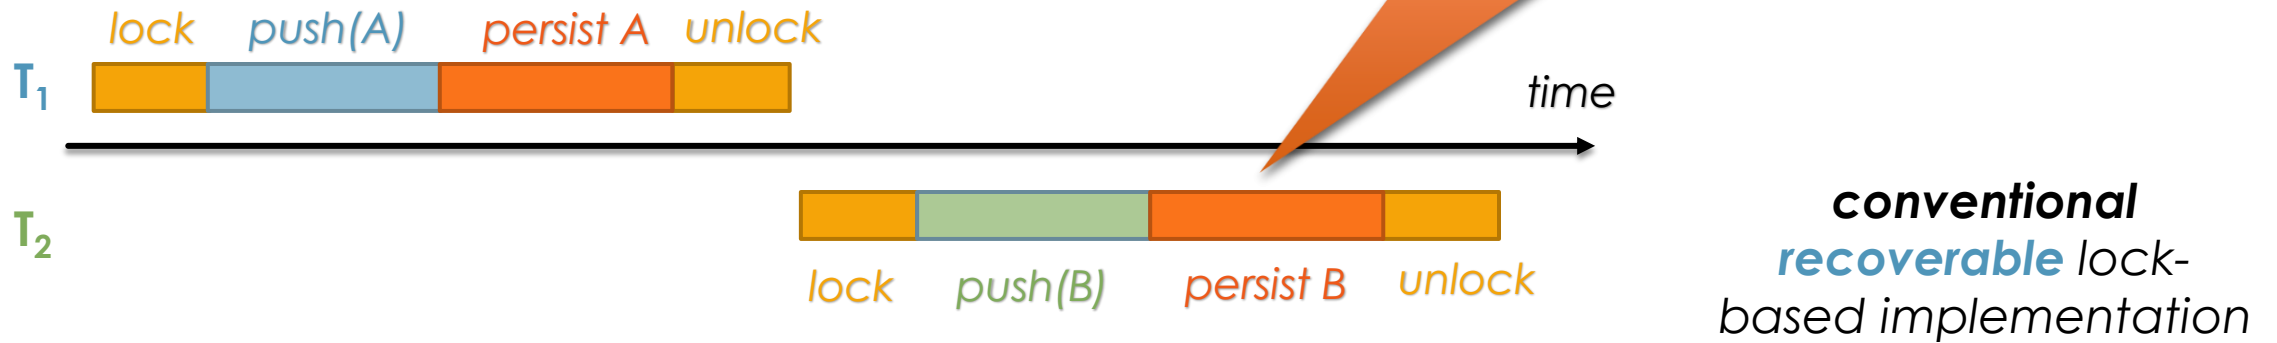 lock push(A) persist A unlock
T1
time
T2
lock push(B) persist B unlock
conventional
recoverable lock-
based implementation